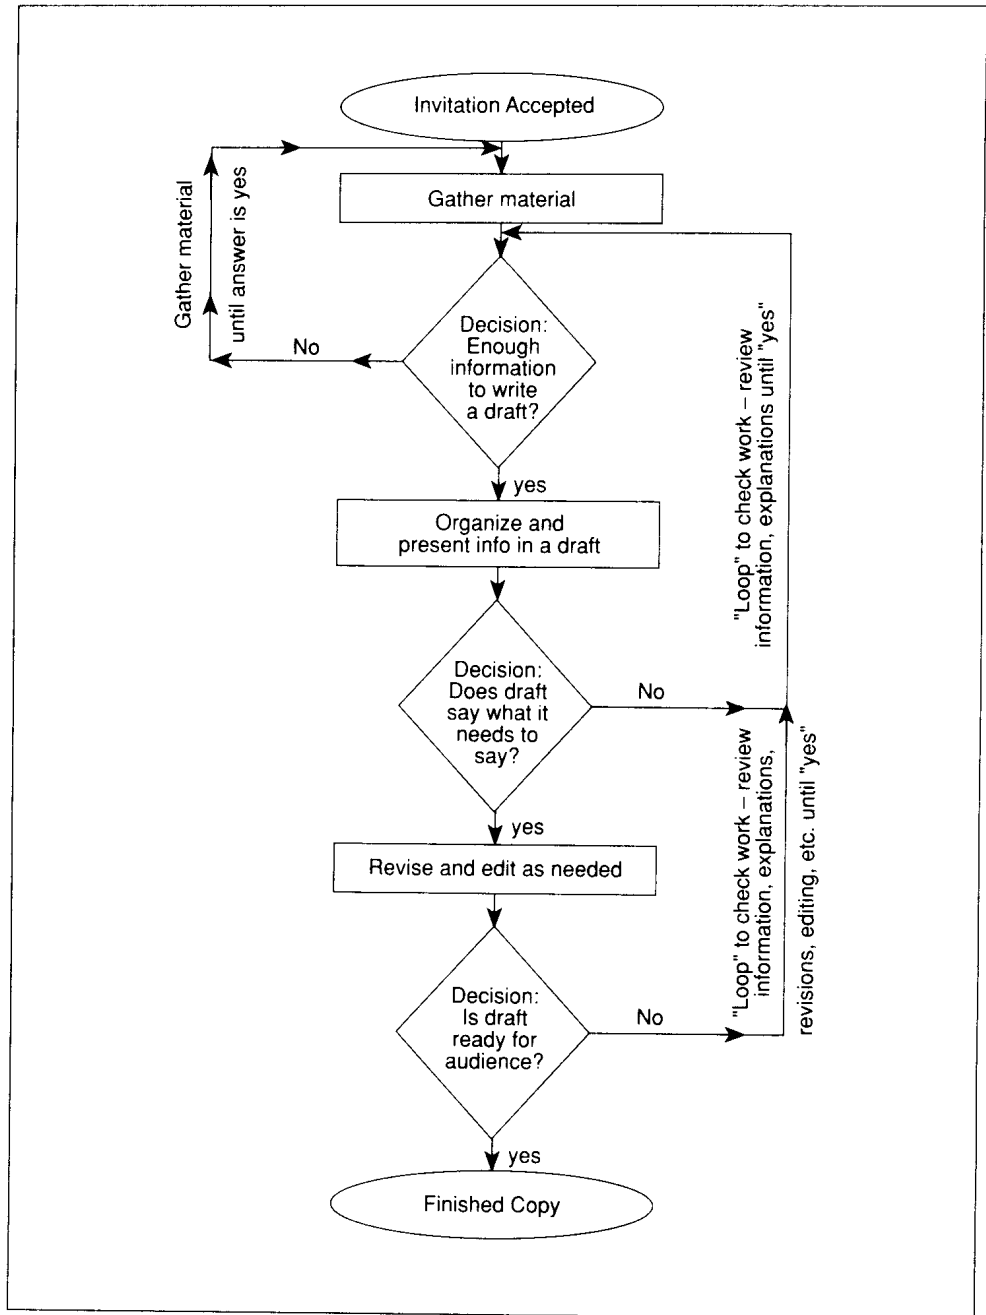 Invitation Accepted
Gather material
Gather material
until answer is yes
Decision:
Enough
information
to write
a draft?
No
yes
Organize and
present info in a draft
"Loop" to check work – review
information, explanations until "yes"
Decision:
Does draft
say what it
needs to
say?
No
yes
Revise and edit as needed
"Loop" to check work – review
information, explanations,
revisions, editing, etc. until "yes"
Decision:
Is draft
ready for
audience?
No
yes
Finished Copy